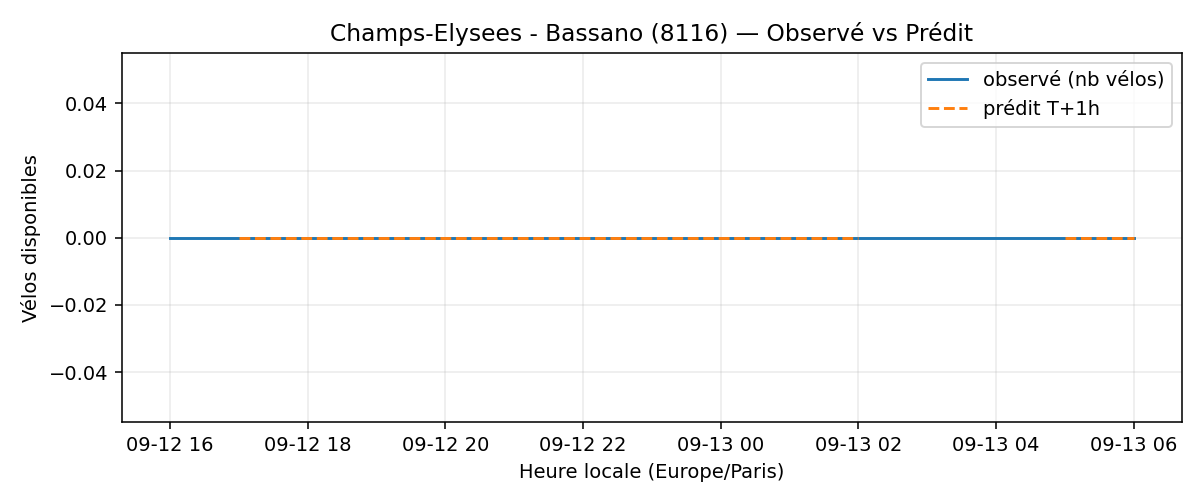 Champs-Elysees - Bassano (8116) — Observé vs Prédit
observé (nb vélos)
prédit T+1h
Vélos disponibles
0.04
0.02
0.00
−0.02
−0.04
09-12 16
09-12 18
09-12 20
09-12 22
09-13 00
09-13 02
09-13 04
09-13 06
Heure locale (Europe/Paris)